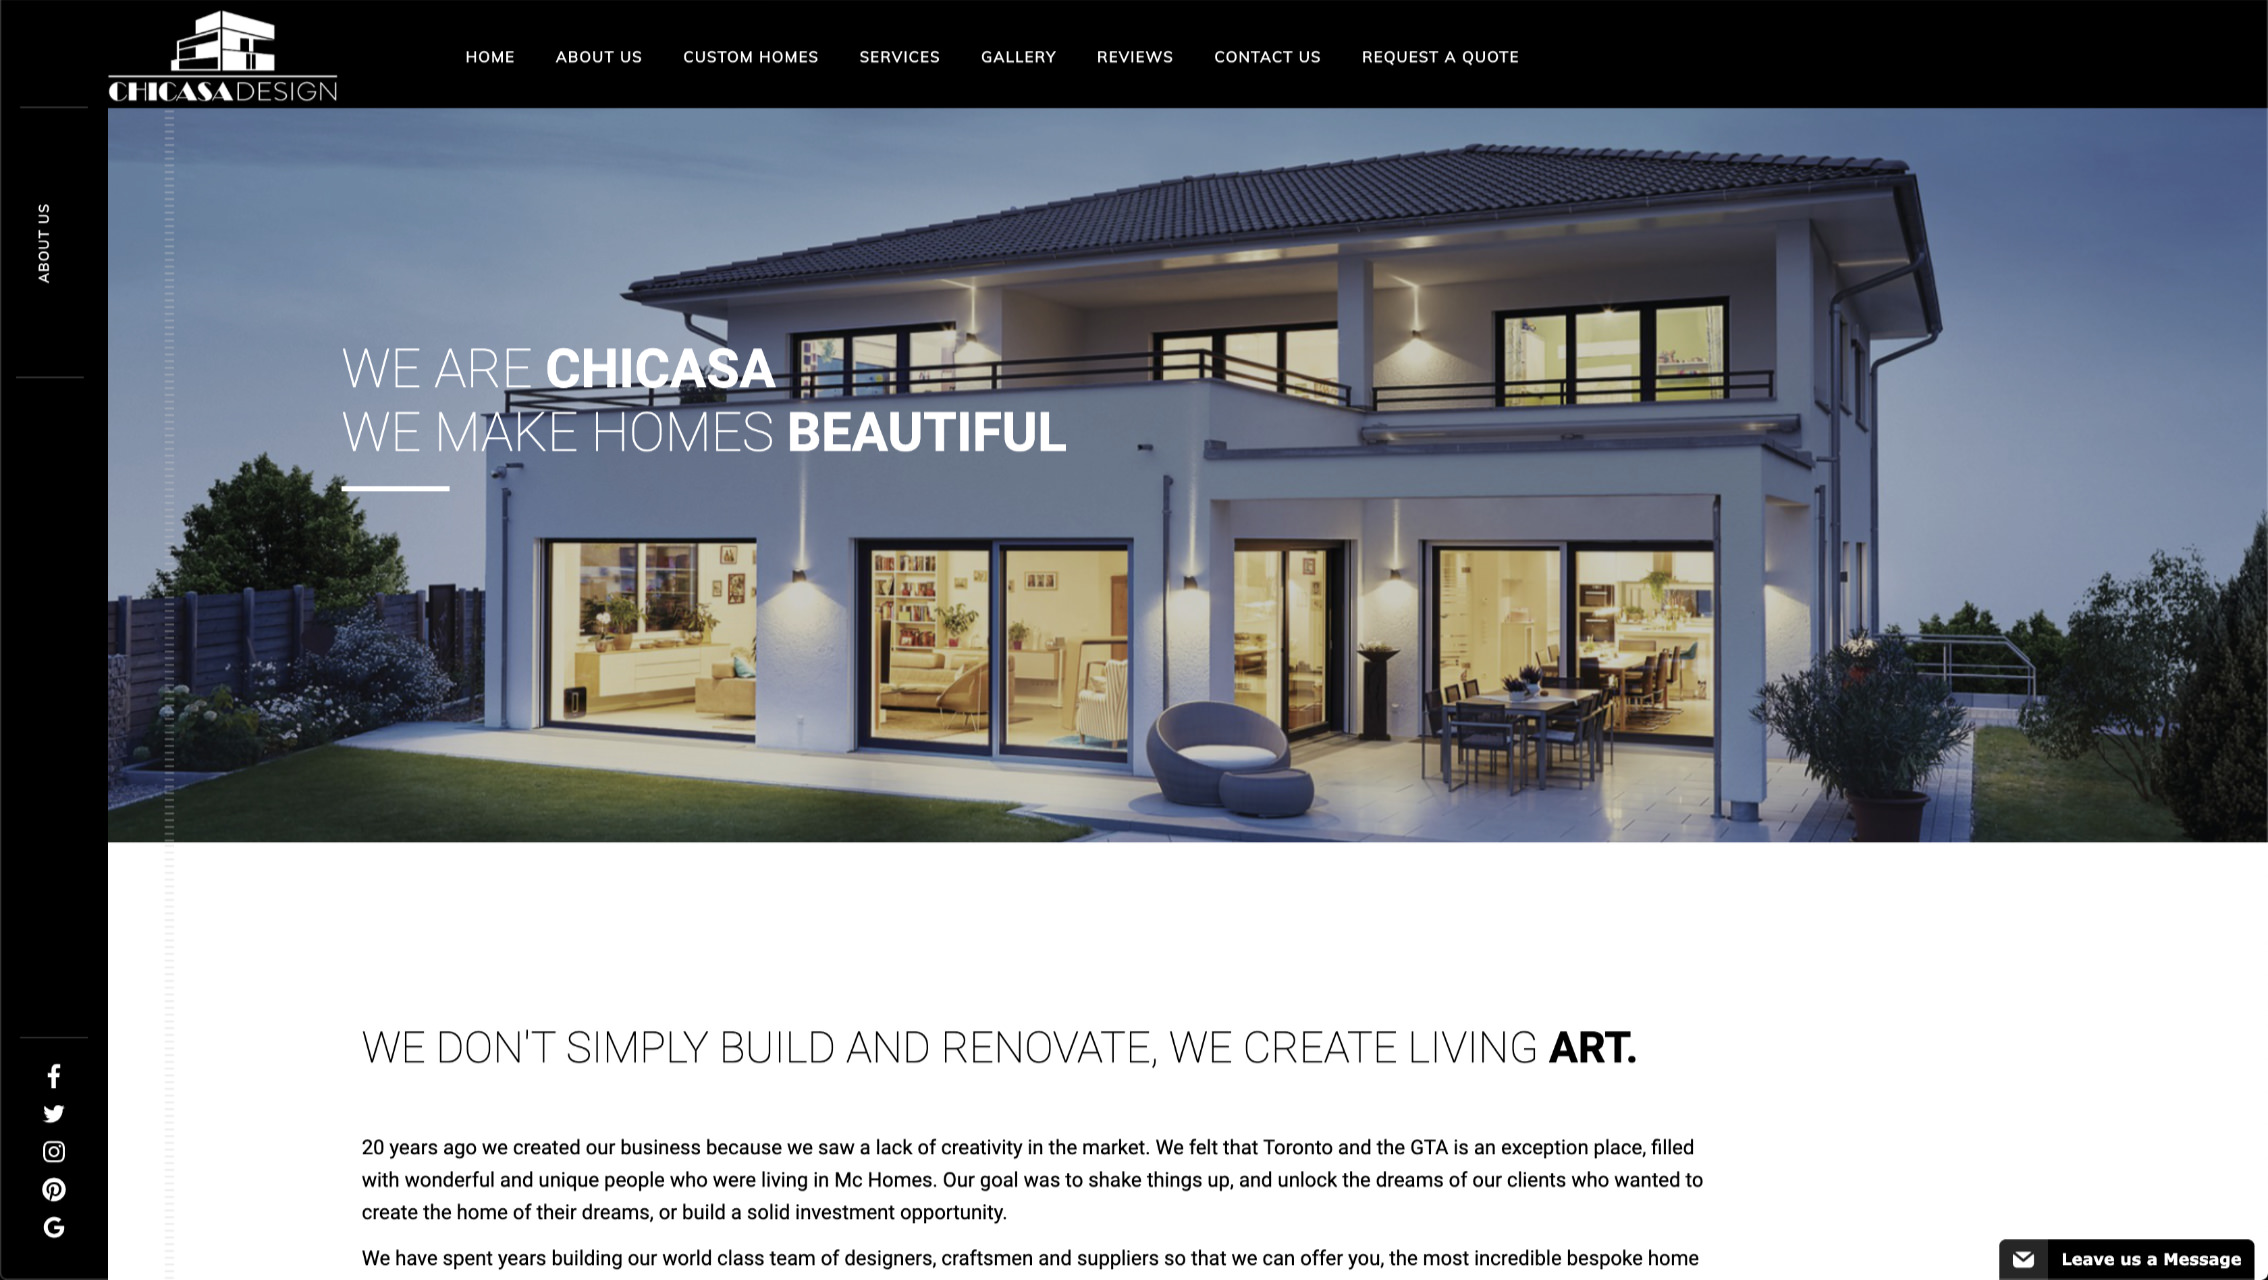 CHICASADESIGN
HOME
ABOUT US
CUSTOM HOMES
SERVICES
GALLERY
REVIEWS
CONTACT US
REQUEST A QUOTE
ABOUT US
WE ARE CHICASA
WE MAKE HOMES BEAUTIFUL
WE DON'T SIMPLY BUILD AND RENOVATE, WE CREATE LIVING ART.
20 years ago we created our business because we saw a lack of creativity in the market. We felt that Toronto and the GTA is an exception place, filled
with wonderful and unique people who were living in Mc Homes. Our goal was to shake things up, and unlock the dreams of our clients who wanted to
create the home of their dreams, or build a solid investment opportunity.
We have spent years building our world class team of designers, craftsmen and suppliers so that we can offer you, the most incredible bespoke home
Leave us a Message